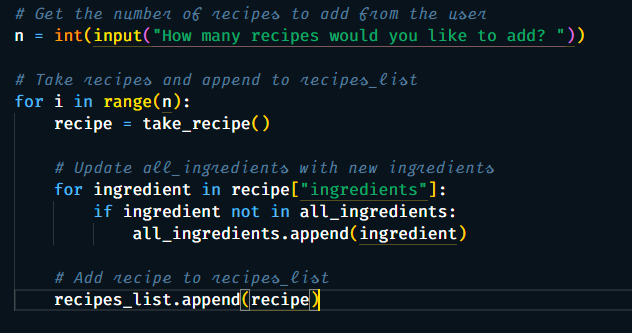 # Get the number of recipes to add from the user
n = int(input("How many recipes would you like to add? "))
# Take recipes and append to recipes_list
for i in range(n):
    recipe = take_recipe()
    # Update all_ingredients with new ingredients
    for ingredient in recipe["ingredients"]:
        if ingredient not in all_ingredients:
            all_ingredients.append(ingredient)
    # Add recipe to recipes_list
    recipes_list.append(recipe)